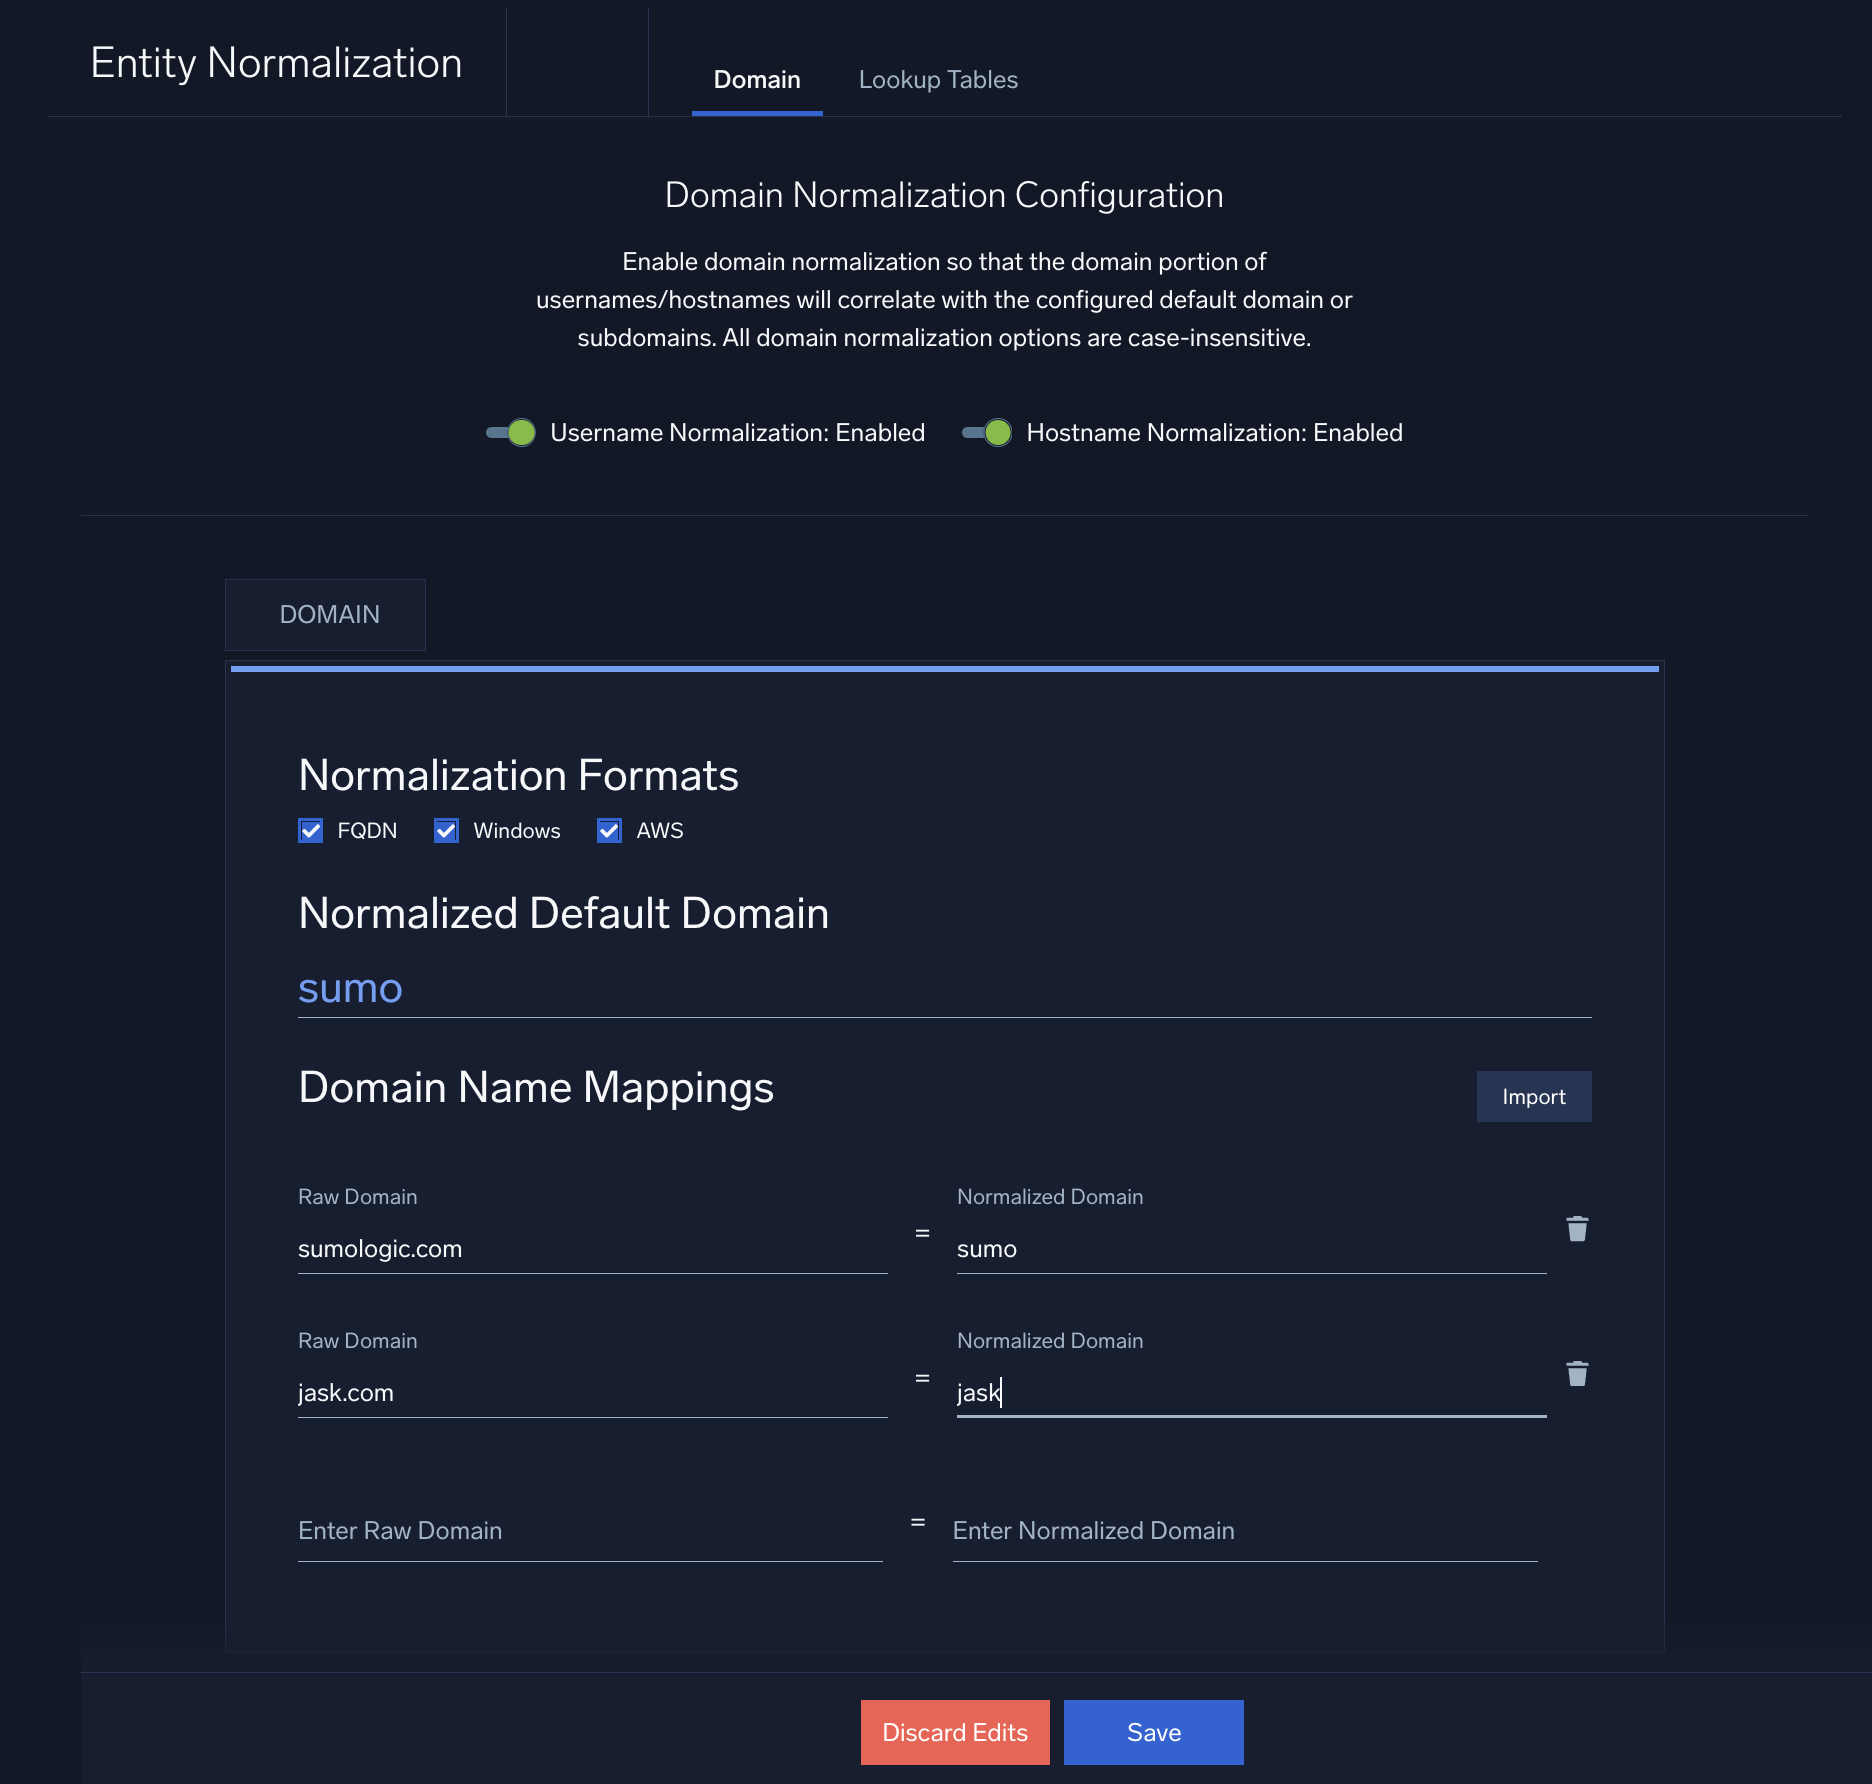 Entity Normalization
Domain
Lookup Tables
Domain Normalization Configuration
Enable domain normalization so that the domain portion of
usernames/hostnames will correlate with the configured default domain or
subdomains. All domain normalization options are case-insensitive.
Username Normalization: Enabled
Hostname Normalization: Enabled
DOMAIN
Normalization Formats
FQDN
Windows
AWS
Normalized Default Domain
sumo
Domain Name Mappings
Import
Raw Domain
Normalized Domain
sumologic.com
=
sumo
Raw Domain
Normalized Domain
jask.com
=
jask
Enter Raw Domain
=
Enter Normalized Domain
Discard Edits
Save